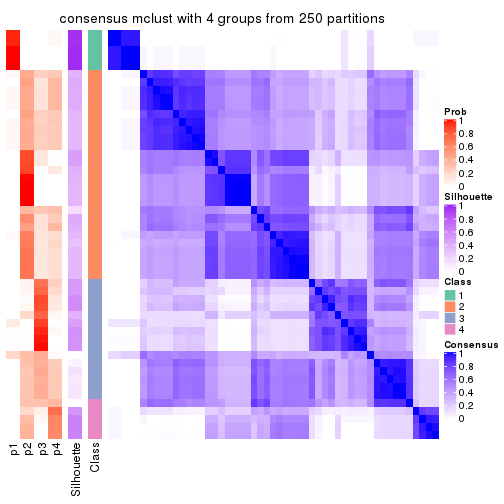 consensus mclust with 4 groups from 250 partitions
Prob
1
0.8
0.6
0.4
0.2
0
Silhouette
1
0.8
0.6
0.4
0.2
0
Class
1
2
3
4
Consensus
1
0.8
0.6
0.4
0.2
0
p1
p2
p3
p4
Silhouette
Class